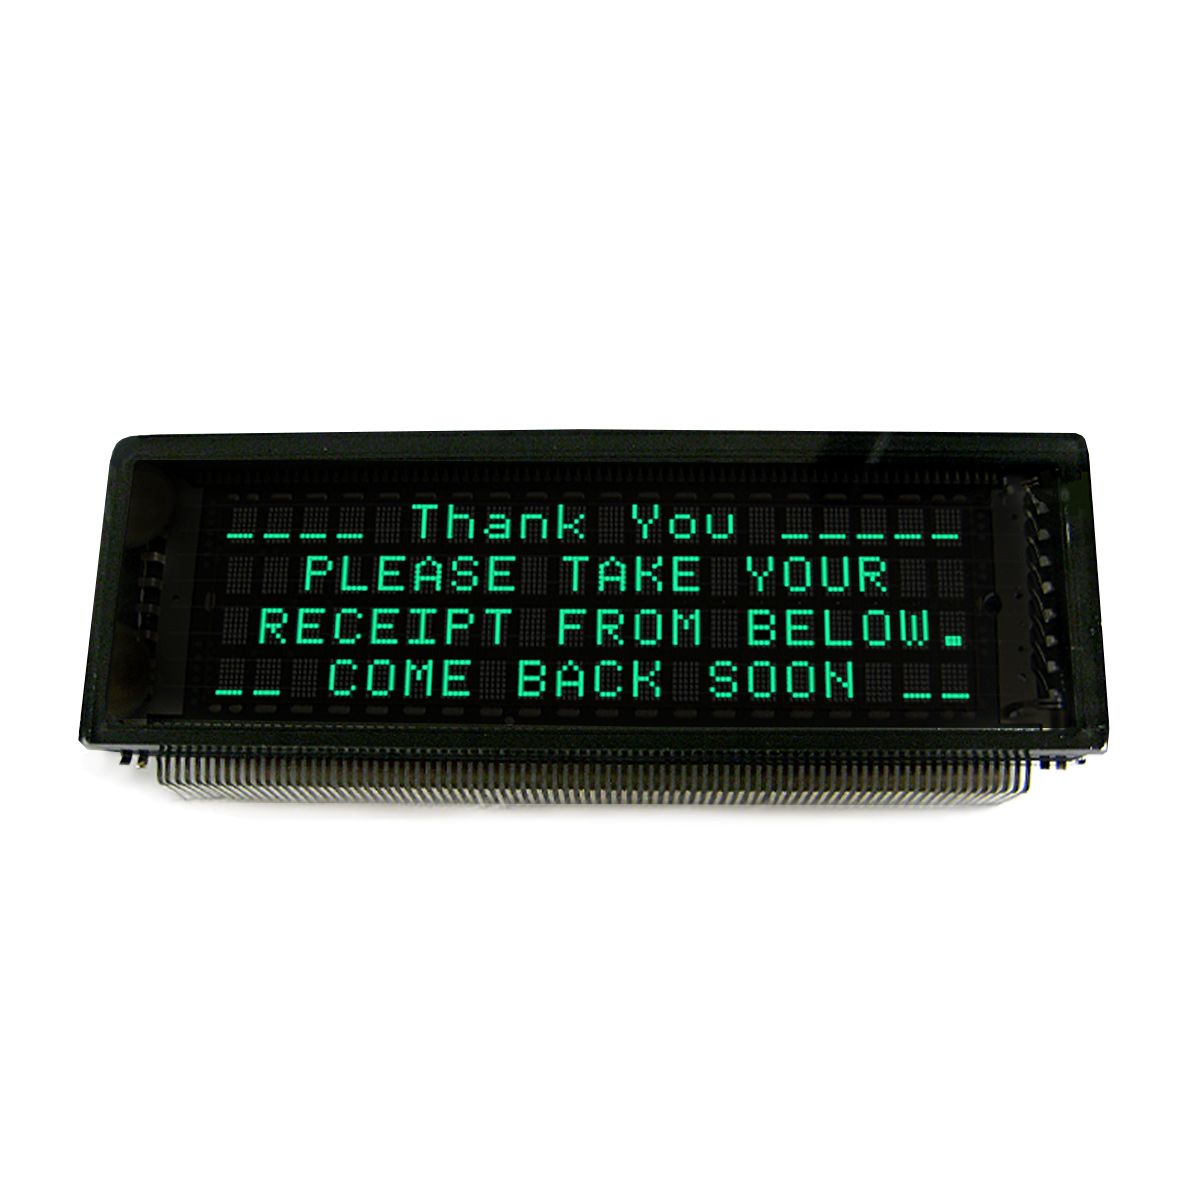 ____ Thank You _____
PLEASE TAKE YOUR
RECEIPT FROM BELOW.
__ COME BACK SOON __